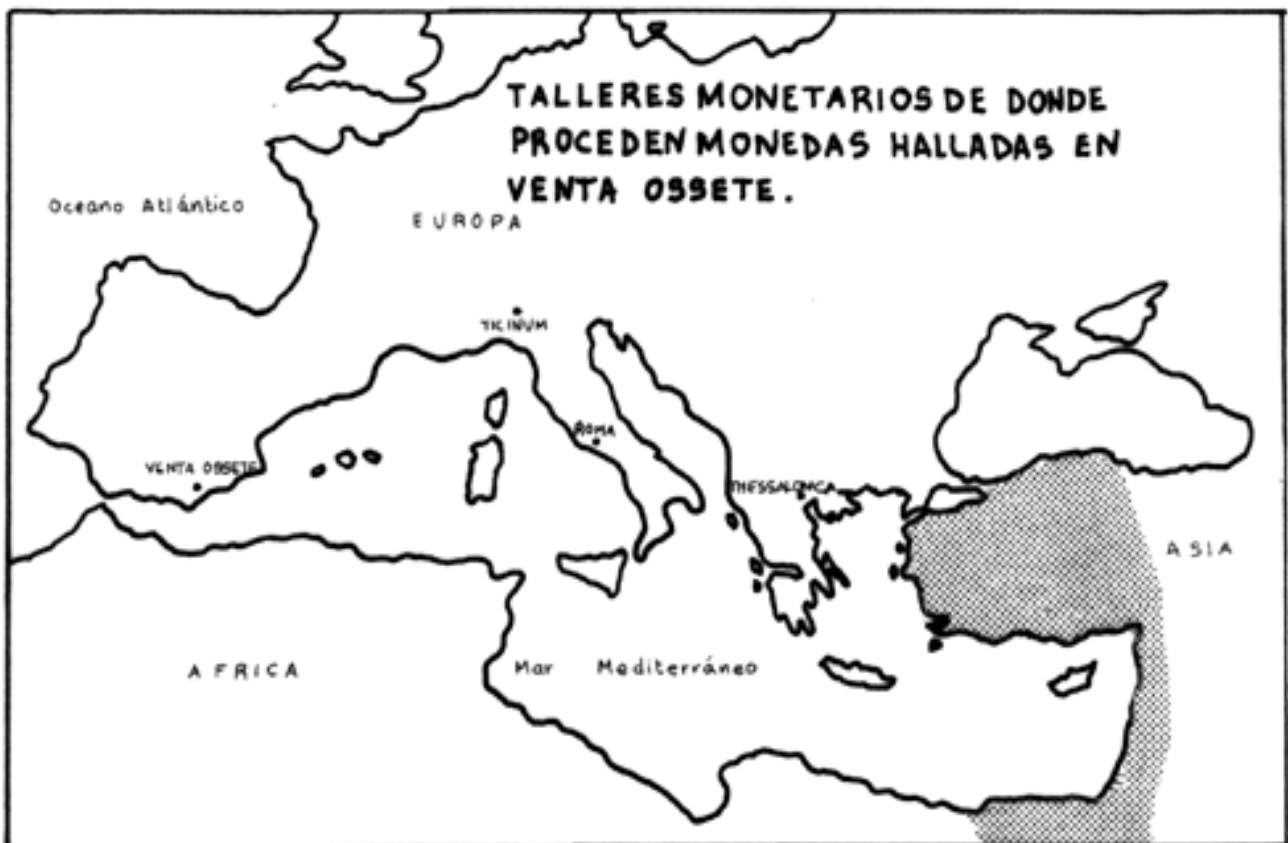 TALLERES MONETARIOS DE DONDE
PROCEDEN MONEDAS HALLADAS EN
VENTA OSSETE.
Oceano Atlántico
EUROPA
TICINUM
ROMA
VENTA OSSETE
THESSALONICA
ASIA
AFRICA
Mar Mediterráneo